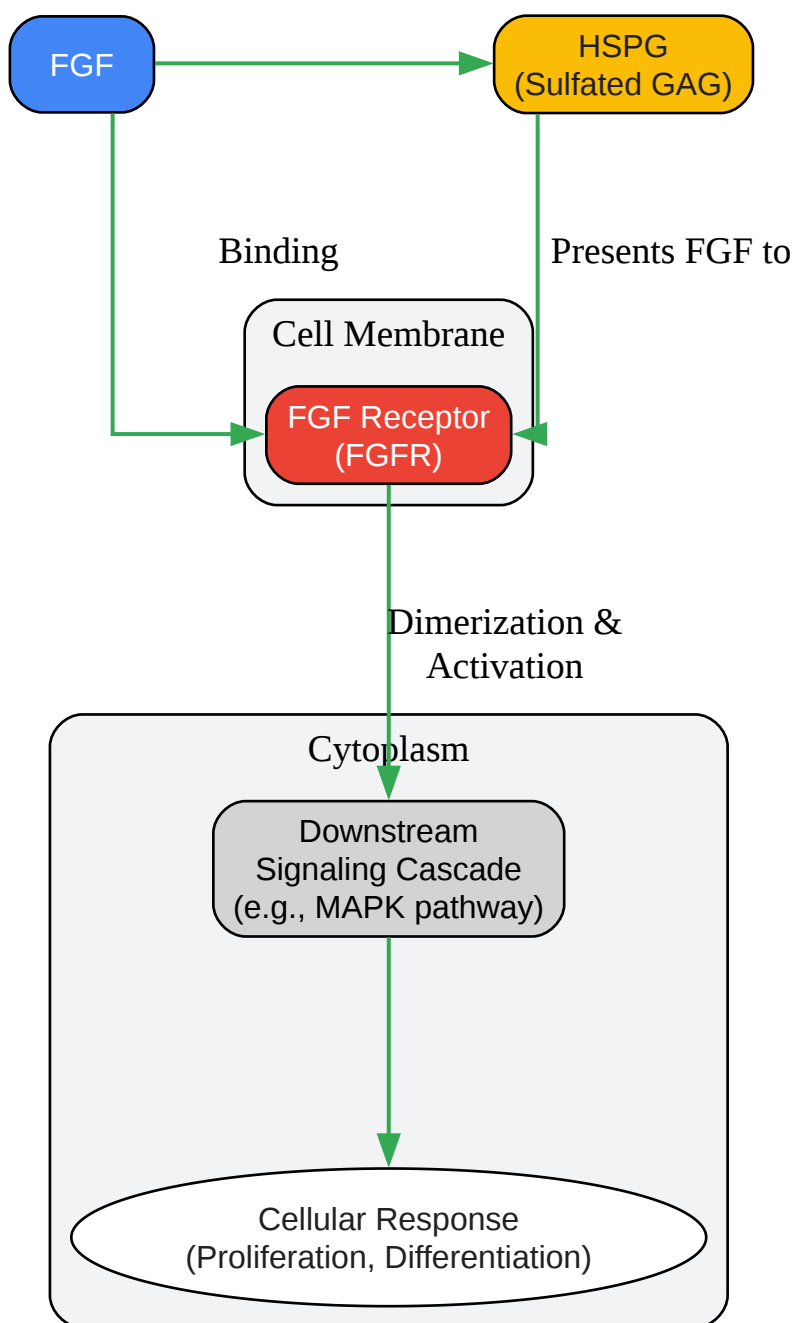 FGF
HSPG
(Sulfated GAG)
Binding
Presents FGF to
Cell Membrane
FGF Receptor
(FGFR)
Dimerization &
Activation
Cytoplasm
Downstream
Signaling Cascade
(e.g., MAPK pathway)
Cellular Response
(Proliferation, Differentiation)